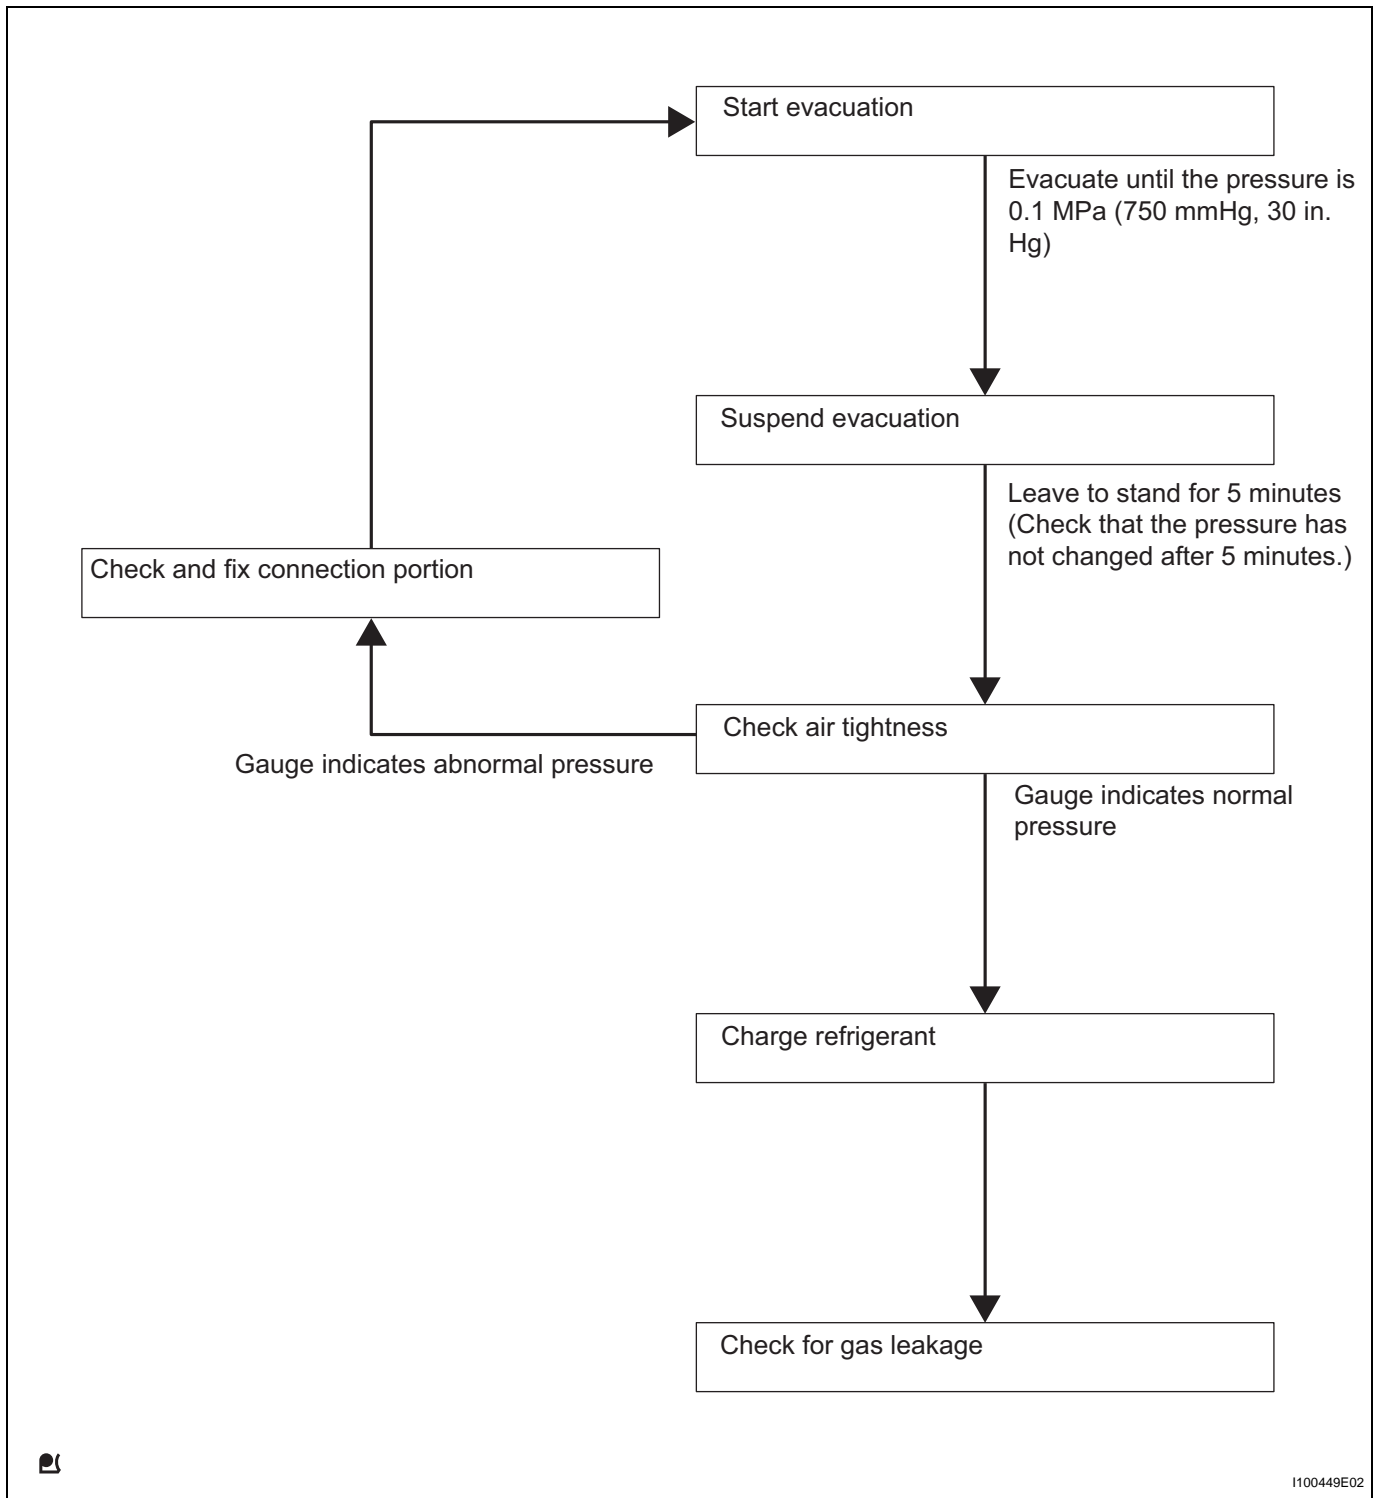 Start evacuation
Evacuate until the pressure is
0.1 MPa (750 mmHg, 30 in.
Hg)
Suspend evacuation
Leave to stand for 5 minutes
(Check that the pressure has
not changed after 5 minutes.)
Check and fix connection portion
Check air tightness
Gauge indicates abnormal pressure
Gauge indicates normal
pressure
Charge refrigerant
Check for gas leakage
I100449E02